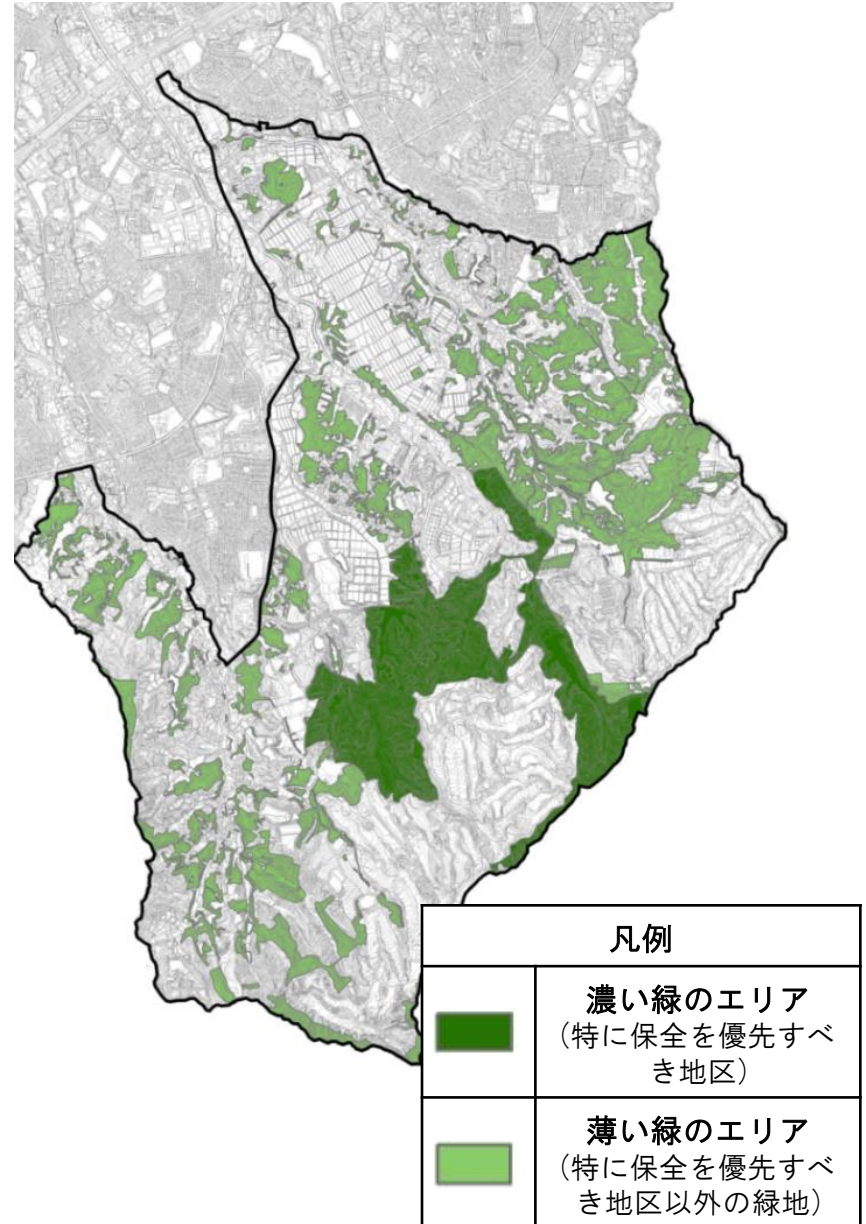 凡例
濃い緑のエリア
（特に保全を優先すべ
き地区）
薄い緑のエリア
（特に保全を優先すべ
き地区以外の緑地）